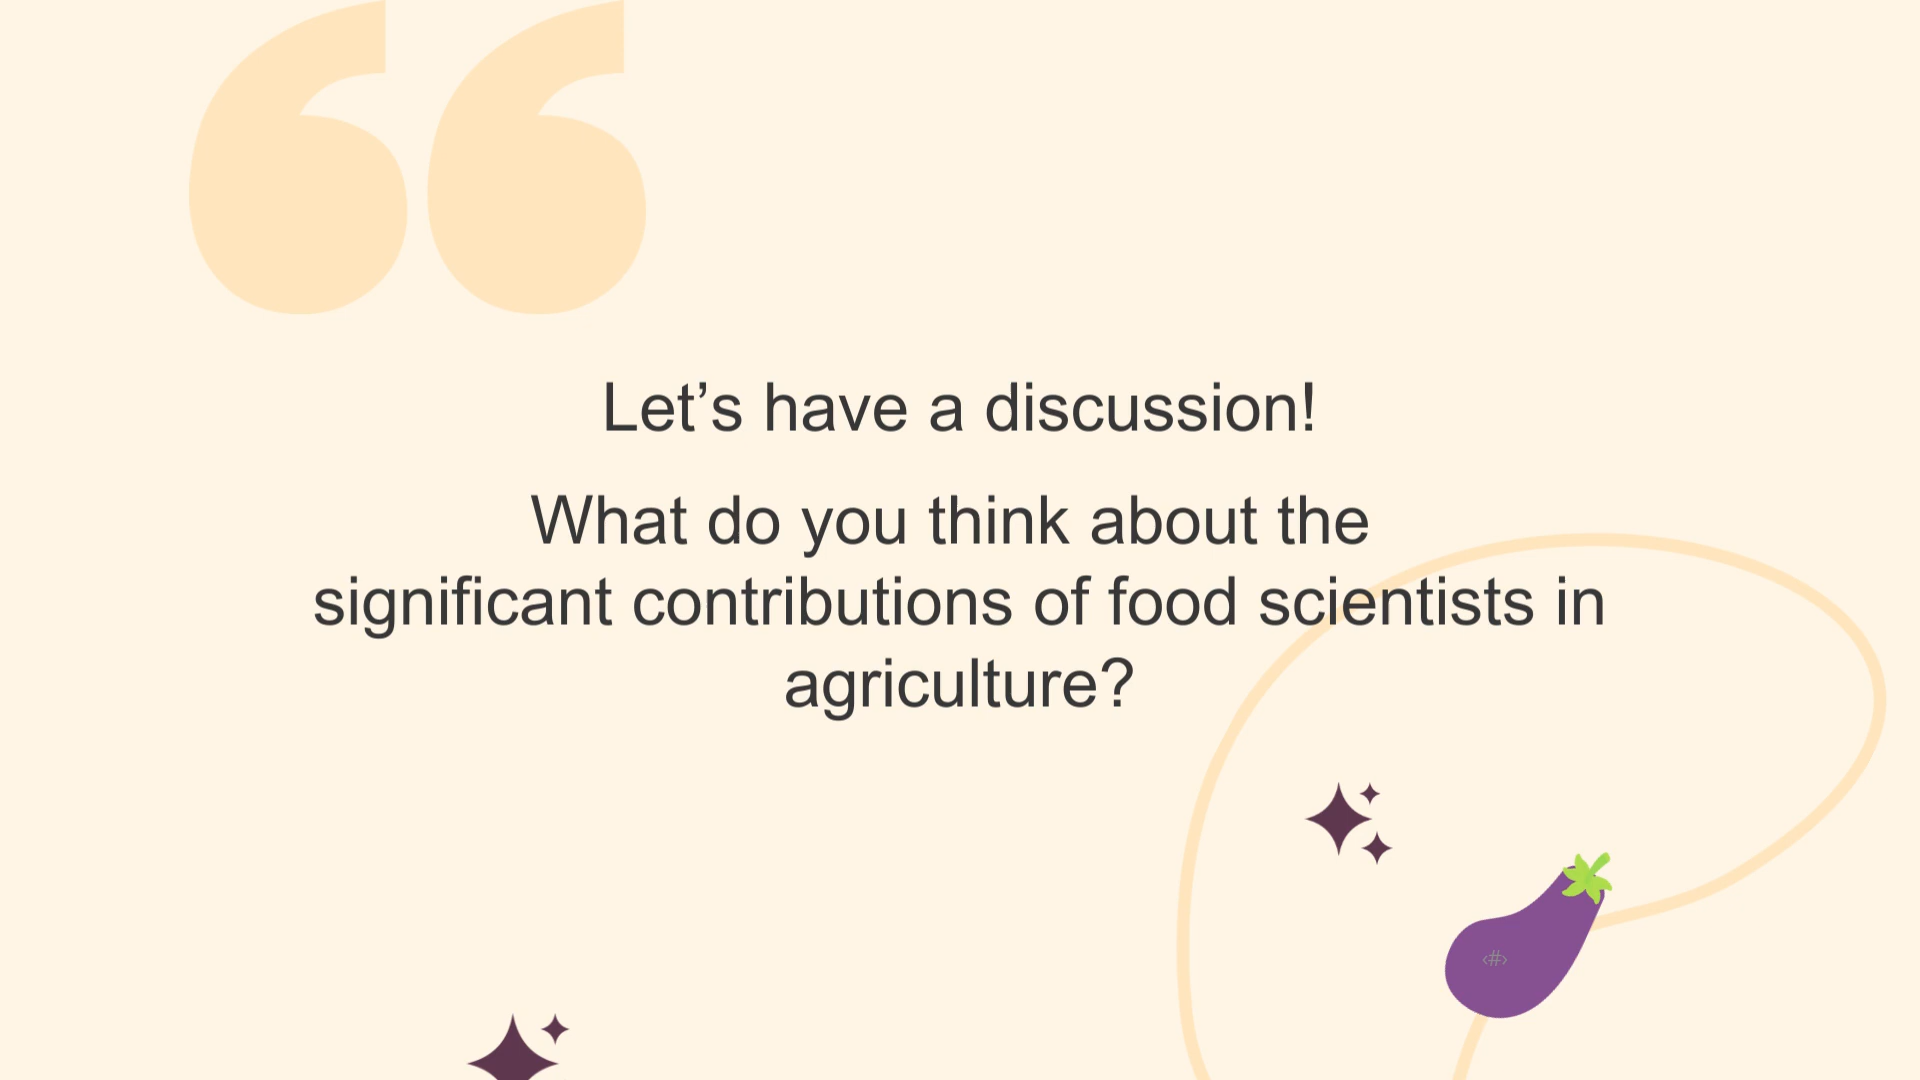 Let’s have a discussion!
What do you think about the
significant contributions of food scientists in
agriculture?
‹#›